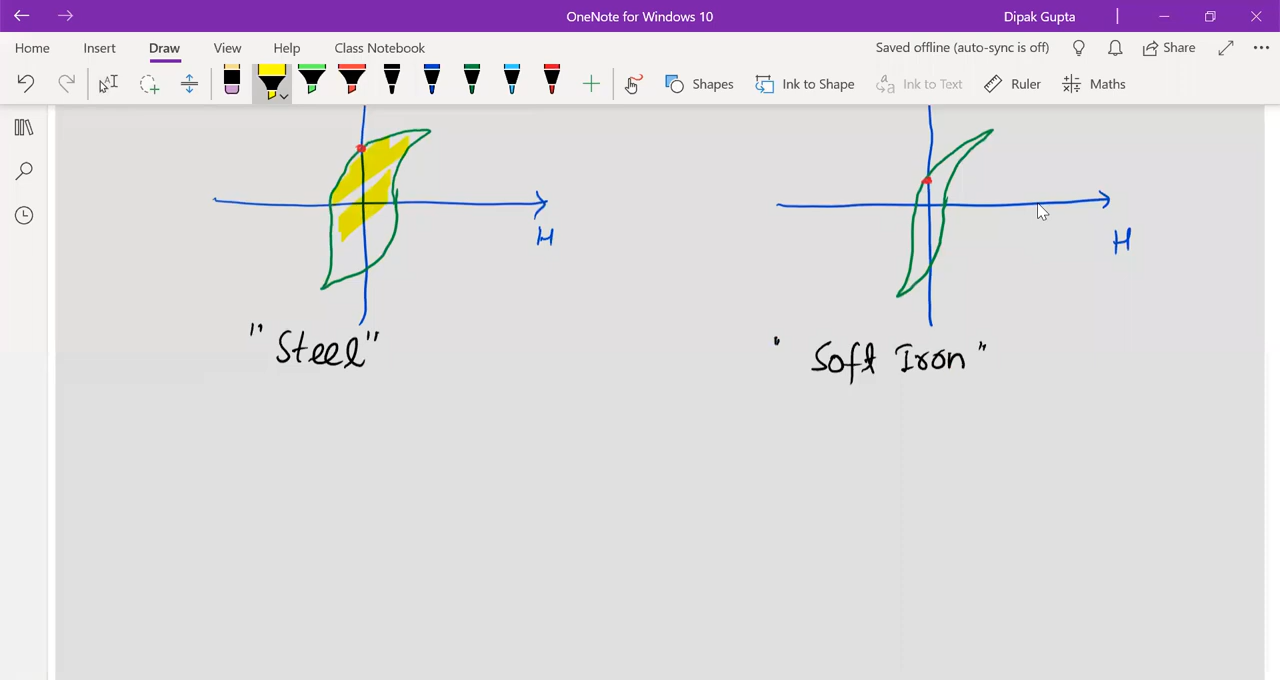 OneNote for Windows 10
Dipak Gupta
Home Insert Draw View Help Class Notebook
Saved offline (auto-sync is off)
Share
Shapes
Ink to Shape
Ink to Text
Ruler
Maths
H
H
"Steel"
"Soft Iron"